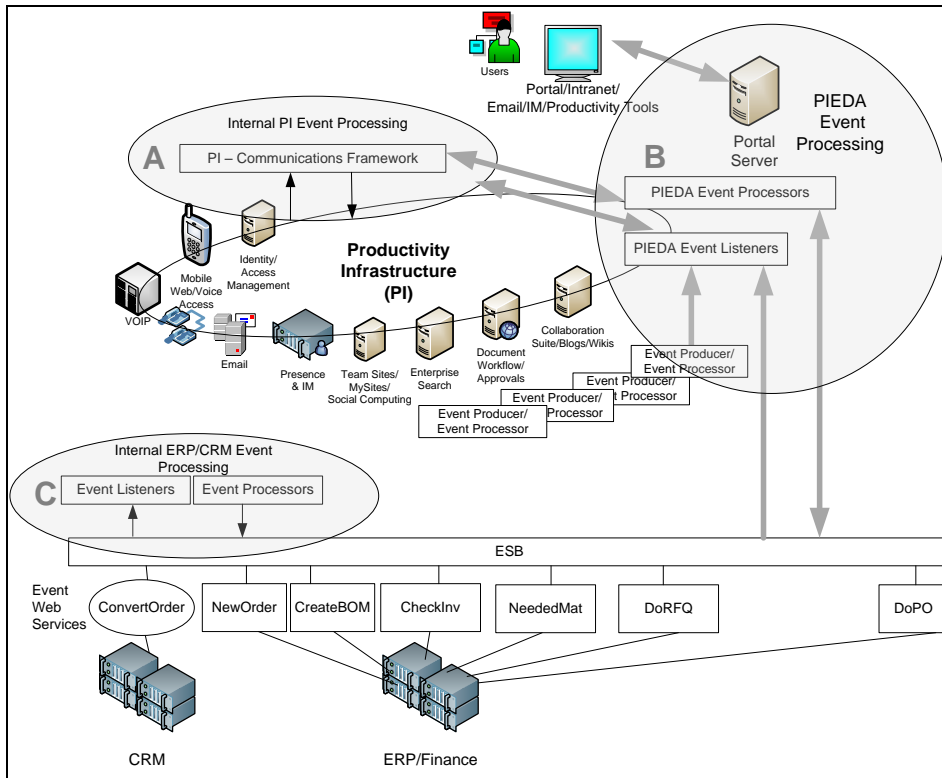 Users
Portal/Intranet/
Email/IM/Productivity Tools
PIEDA
Event
Processing
Portal
Server
B
Internal PI Event Processing
A
PI – Communications Framework
PIEDA Event Processors
PIEDA Event Listeners
Productivity
Infrastructure
(PI)
Identity/
Access
Management
Mobile
Web/Voice
Access
VOIP
Email
Presence
& IM
Team Sites/
MySites/
Social Computing
Enterprise
Search
Document
Workflow/
Approvals
Collaboration
Suite/Blogs/Wikis
Event Producer/
Event Processor
Event Producer/
Processor
Event Producer/
Processor
Event Producer/
Event Processor
Internal ERP/CRM Event
Processing
C
Event Listeners
Event Processors
ESB
Event
Web
Services
ConvertOrder
NewOrder
CreateBOM
CheckInv
NeededMat
DoRFQ
DoPO
CRM
ERP/Finance